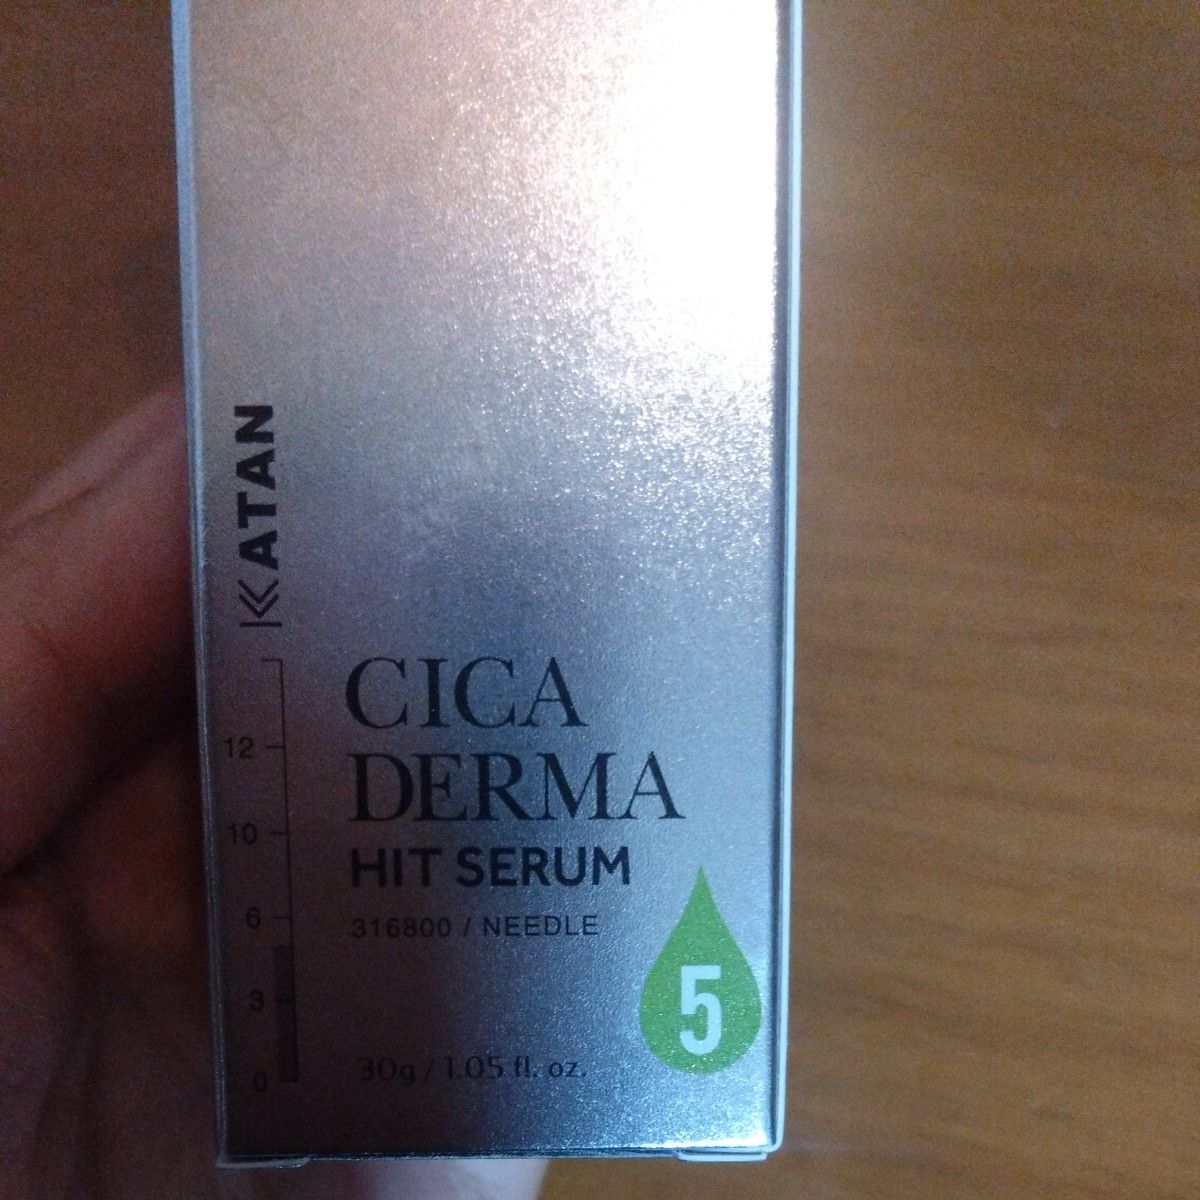 KATAN
12
10
6
3
0
CICA
DERMA
HIT SERUM
316800 / NEEDLE
5
30g / 1.05 fl. oz.